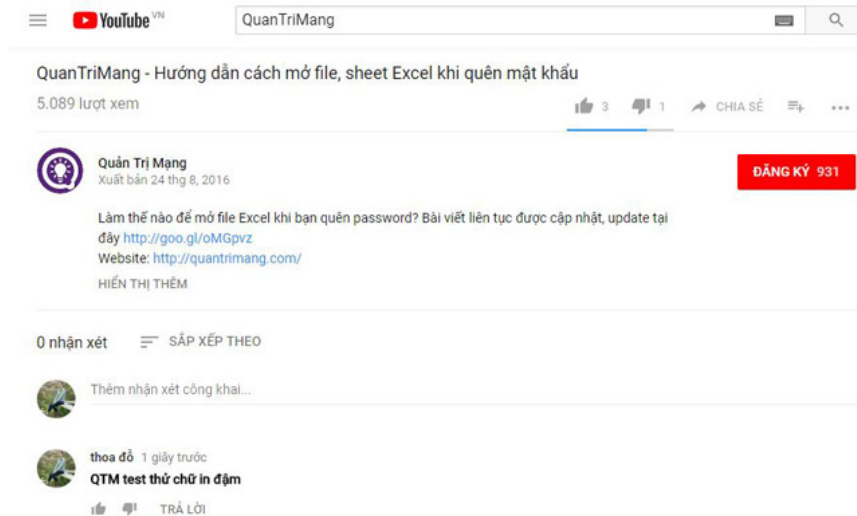 YouTube VN
QuanTriMang
QuanTriMang - Hướng dẫn cách mở file, sheet Excel khi quên mật khẩu
5.089 lượt xem
3
1
CHIA SẺ
Quản Trị Mạng
Xuất bản 24 thg 8, 2016
ĐĂNG KÝ 931
Làm thế nào để mở file Excel khi bạn quên password? Bài viết liên tục được cập nhật, update tại
đây http://goo.gl/oMGpvz
Website: http://quantrimang.com/
HIỂN THỊ THÊM
0 nhận xét
SẮP XẾP THEO
Thêm nhận xét công khai...
thoa đỗ 1 giây trước
QTM test thử chữ in đậm
TRẢ LỜI